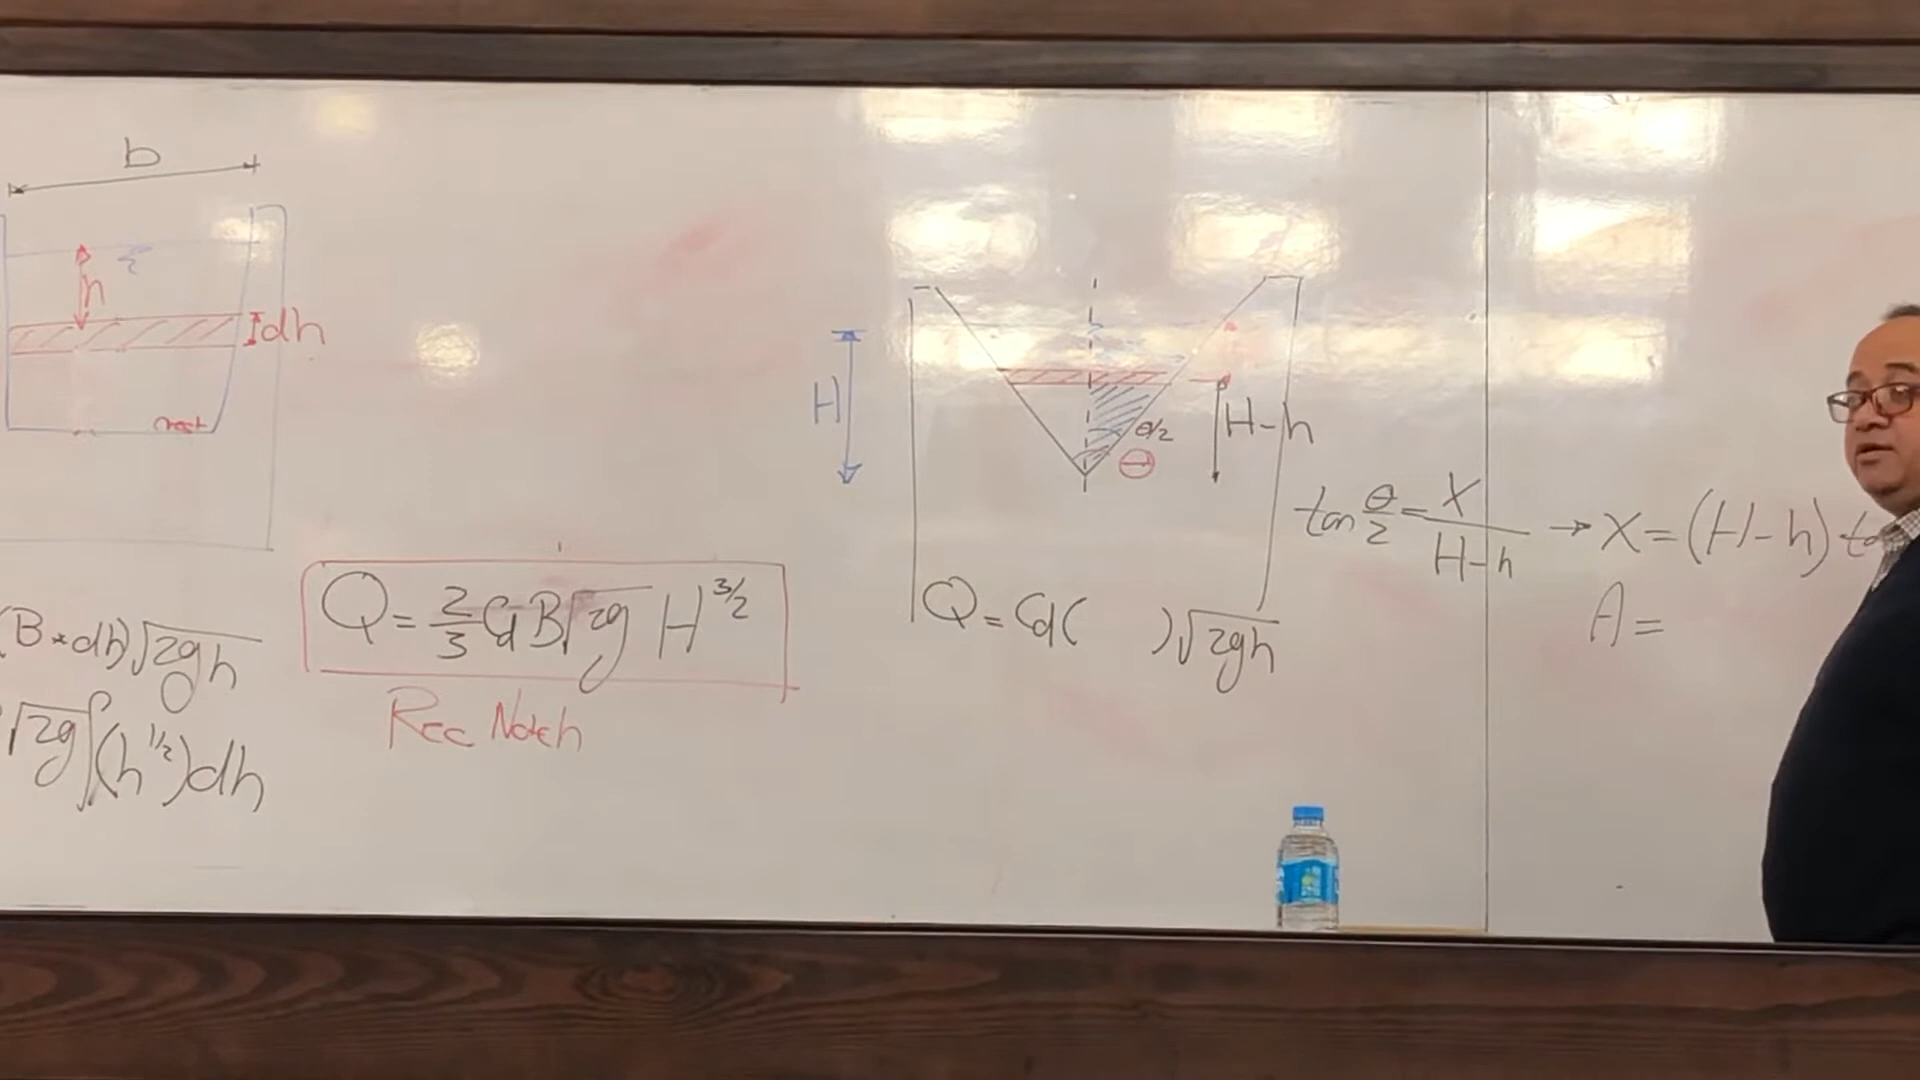 b
h
dh
(B*dh)√2gh
√2g∫(h^1/2)dh
Q = 2/3 Cd B√2g H^3/2
Rec Notch
H
θ/2
θ
H-h
Q = Cd( )√2gh
tan θ/2 = X/H-h → X = (H-h)
A =